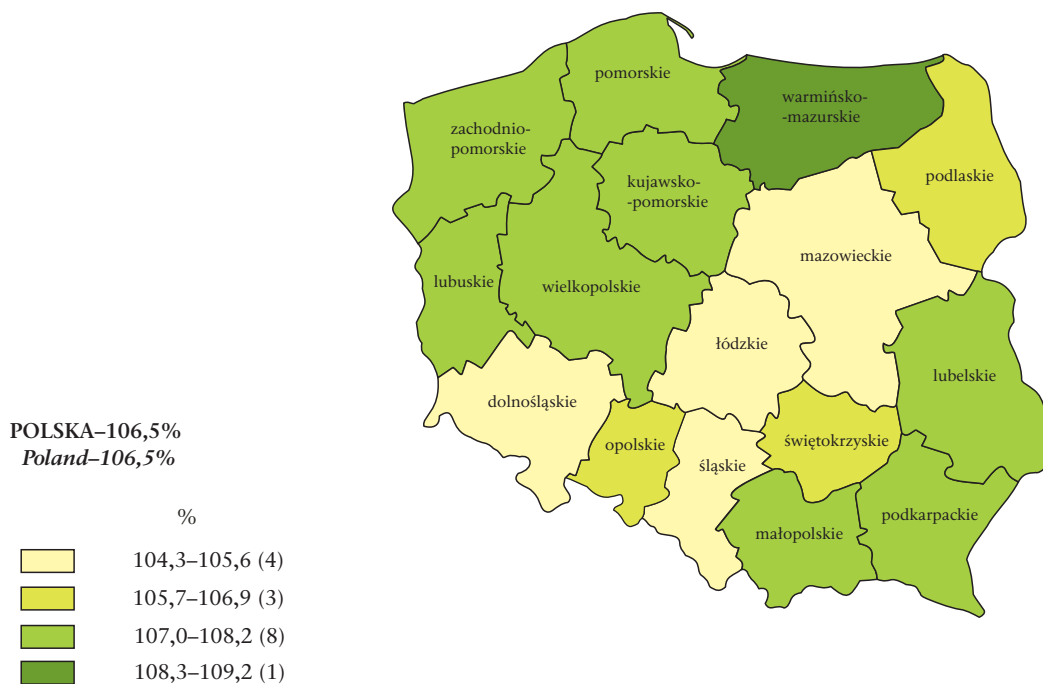 pomorskie
warmińsko-
-mazurskie
zachodnio-
pomorskie
kujawsko-
-pomorskie
podlaskie
mazowieckie
lubuskie
wielkopolskie
łódzkie
lubelskie
dolnośląskie
opolskie
śląskie
świętokrzyskie
podkarpackie
małopolskie
POLSKA–106,5%
Poland–106,5%
%
104,3–105,6 (4)
105,7–106,9 (3)
107,0–108,2 (8)
108,3–109,2 (1)